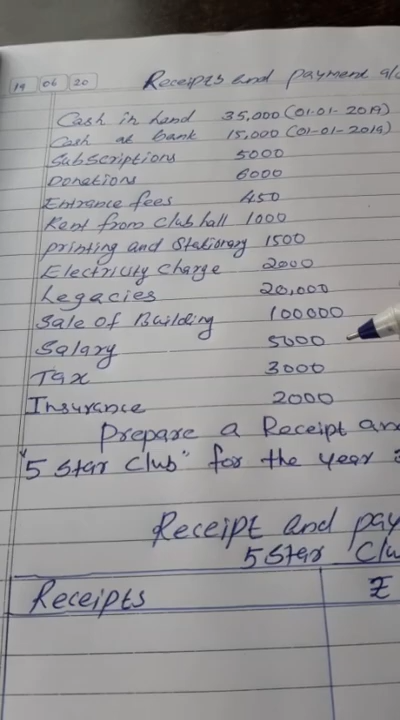 19 06 20
Receipts and payment a/c
Cash in hand 35,000 (01-01-2019)
Cash at bank 15,000 (01-01-2019)
Subscriptions 5000
Donations 6000
Entrance fees 450
Rent from Club hall 1000
printing and Stationary 1500
Electricity Charge 2000
Legacies 20,000
Sale of Building 100000
Salary 5000
Tax 3000
Insurance 2000
prepare a Receipt and
"5 Star Club" for the year
Receipt and pay
5 Star Clu
Receipts ₹